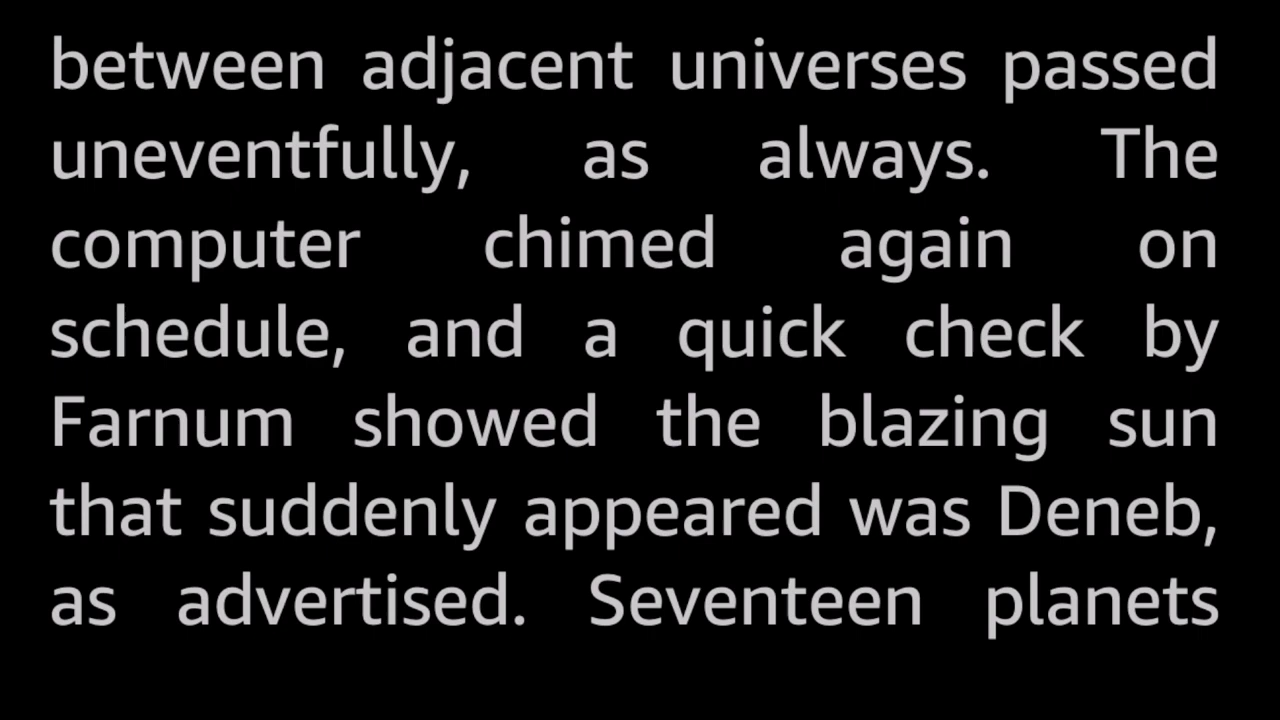 between adjacent universes passed
uneventfully, as always. The
computer chimed again on
schedule, and a quick check by
Farnum showed the blazing sun
that suddenly appeared was Deneb,
as advertised. Seventeen planets